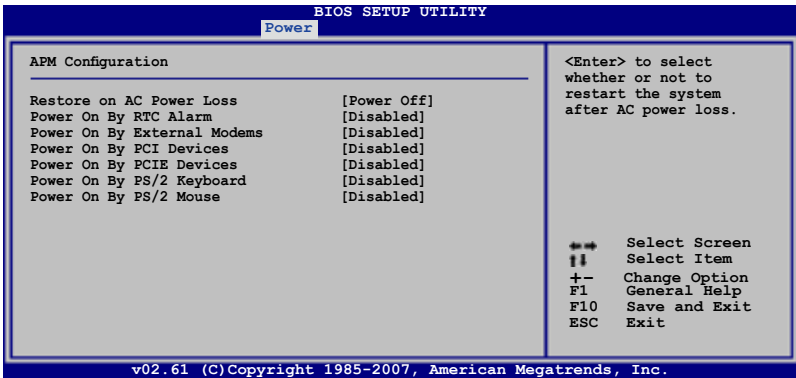 BIOS SETUP UTILITY
Power
APM Configuration
Restore on AC Power Loss [Power Off]
Power On By RTC Alarm [Disabled]
Power On By External Modems [Disabled]
Power On By PCI Devices [Disabled]
Power On By PCIE Devices [Disabled]
Power On By PS/2 Keyboard [Disabled]
Power On By PS/2 Mouse [Disabled]
<Enter> to select
whether or not to
restart the system
after AC power loss.
Select Screen
Select Item
+- Change Option
F1 General Help
F10 Save and Exit
ESC Exit
v02.61 (C)Copyright 1985-2007, American Megatrends, Inc.